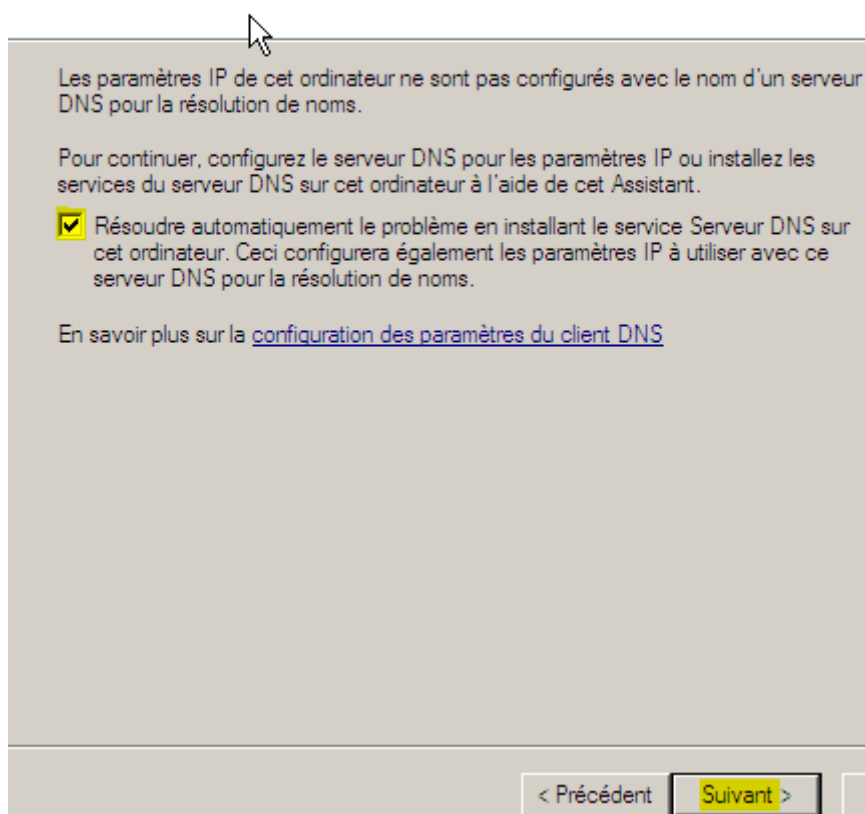 Les paramètres IP de cet ordinateur ne sont pas configurés avec le nom d'un serveur
DNS pour la résolution de noms.
Pour continuer, configurez le serveur DNS pour les paramètres IP ou installez les
services du serveur DNS sur cet ordinateur à l'aide de cet Assistant.
Résoudre automatiquement le problème en installant le service Serveur DNS sur
cet ordinateur. Ceci configurera également les paramètres IP à utiliser avec ce
serveur DNS pour la résolution de noms.
En savoir plus sur la configuration des paramètres du client DNS
< Précédent Suivant >